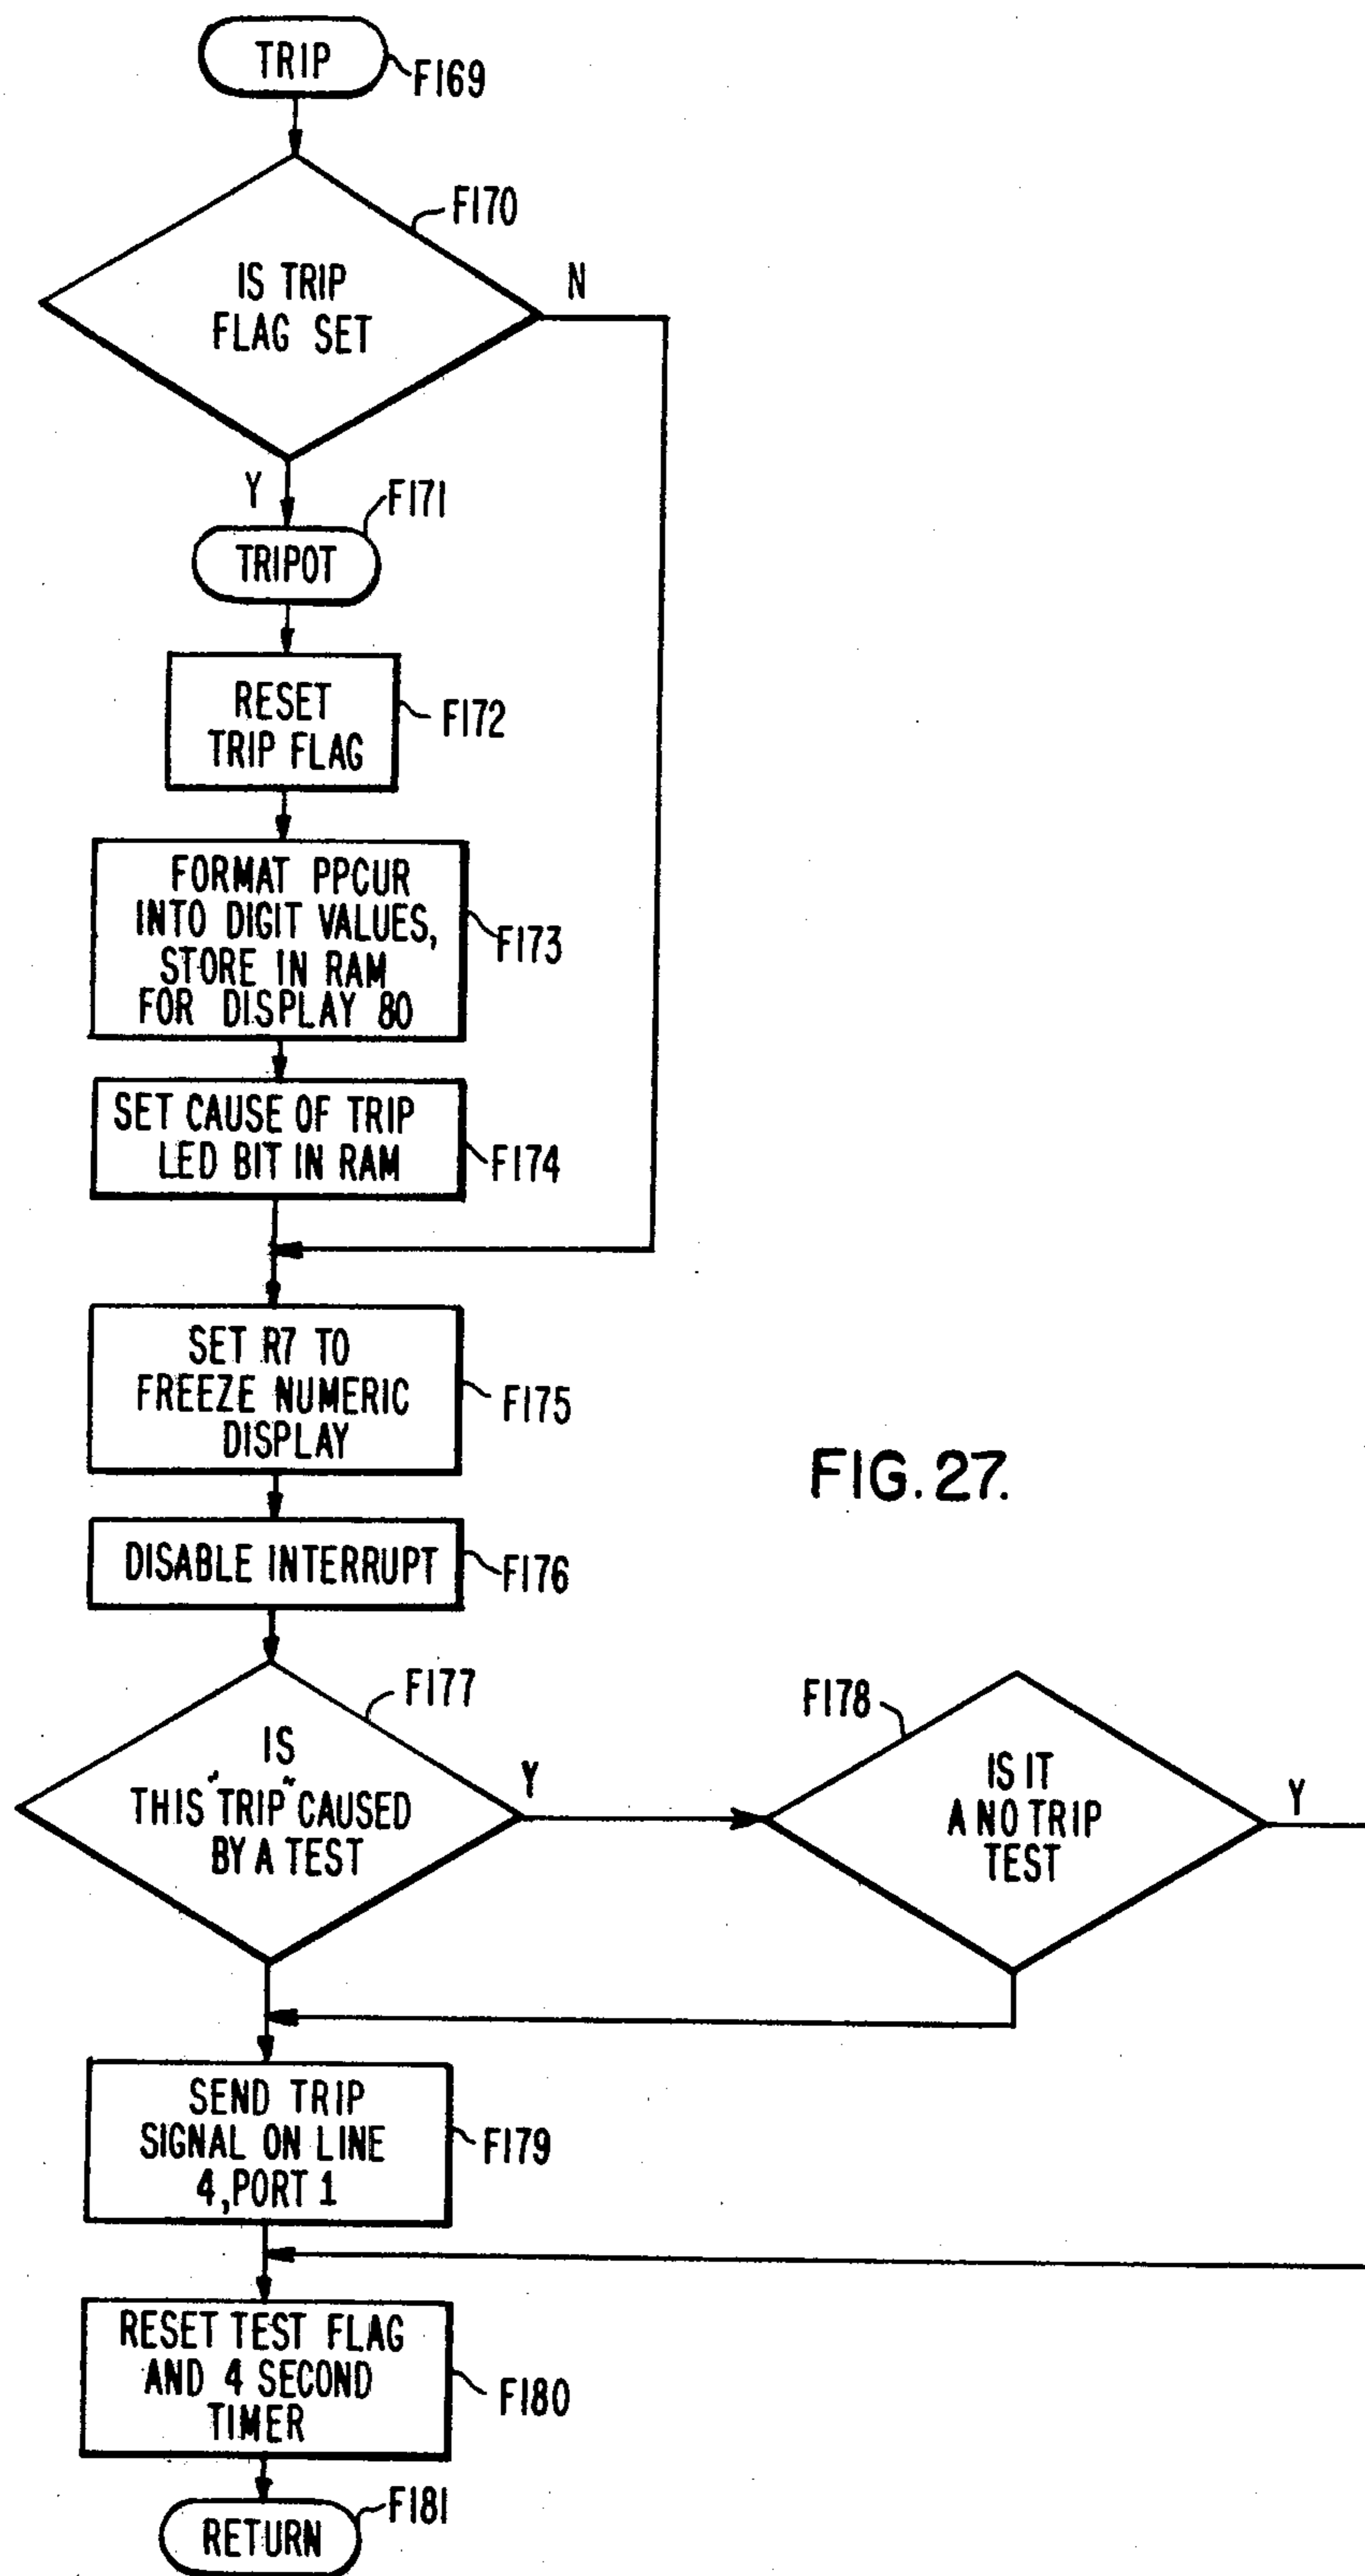 TRIP
F169
F170
IS TRIP
FLAG SET
N
Y
F171
TRIPOT
RESET
TRIP FLAG
F172
FORMAT PPCUR
INTO DIGIT VALUES,
STORE IN RAM
FOR DISPLAY 80
F173
SET CAUSE OF TRIP
LED BIT IN RAM
F174
SET R7 TO
FREEZE NUMERIC
DISPLAY
F175
FIG. 27.
DISABLE INTERRUPT
F176
F177
IS
THIS "TRIP" CAUSED
BY A TEST
Y
F178
IS IT
A NO TRIP
TEST
Y
SEND TRIP
SIGNAL ON LINE
4, PORT 1
F179
RESET TEST FLAG
AND 4 SECOND
TIMER
F180
F181
RETURN